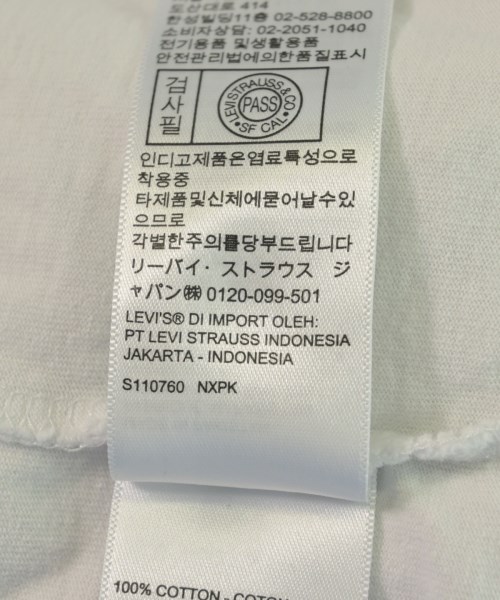 도산대로 414
한성빌딩11층 02-528-8800
소비자상담: 02-2051-1040
전기용품 및생활용품
안전관리법에의한품질표시
검사필
LEVI STRAUSS & CO
PASS
• SF CAL •
인디고제품은염료특성으로
착용중
타제품및신체에묻어날수있
으므로
각별한주의를당부드립니다
リーバイ・ストラウス ジ
ャパン㈱ 0120-099-501
LEVI'S® DI IMPORT OLEH:
PT LEVI STRAUSS INDONESIA
JAKARTA - INDONESIA
S110760 NXPK
100% COTTON -